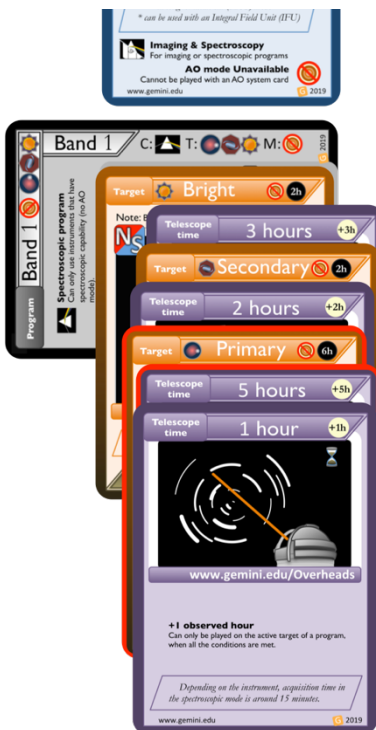 * can be used with an Integral Field Unit (IFU)
Imaging & Spectroscopy
For imaging or spectroscopic programs
AO mode Unavailable
Cannot be played with an AO system card
www.gemini.edu
G 2019
Band 1 C: T: M:
2019
Program Band 1
Spectroscopic program
Can only use instruments that have
spectroscopic capability (no AO
mode).
Target Bright 2h
Note:
N S
Telescope
time
3 hours +3h
Target Secondary 2h
Telescope
time
2 hours +2h
Target Primary 6h
Telescope
time
5 hours +5h
Telescope
time
1 hour +1h
www.gemini.edu/Overheads
+1 observed hour
Can only be played on the active target of a program,
when all the conditions are met.
Depending on the instrument, acquisition time in
the spectroscopic mode is around 15 minutes.
www.gemini.edu
G 2019